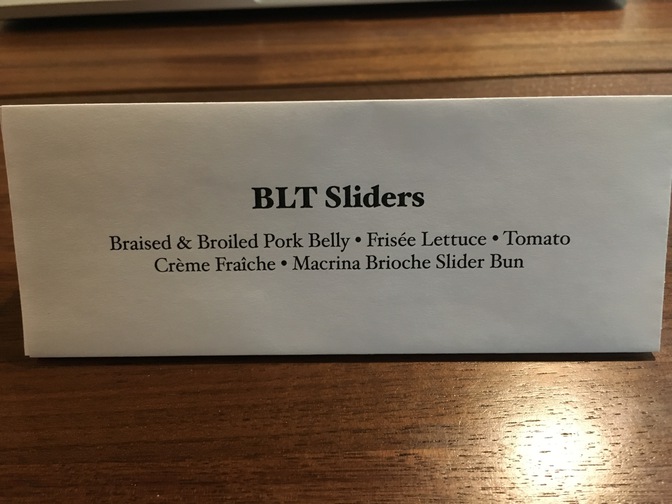 BLT Sliders
Braised & Broiled Pork Belly • Frisée Lettuce • Tomato
Crème Fraîche • Macrina Brioche Slider Bun